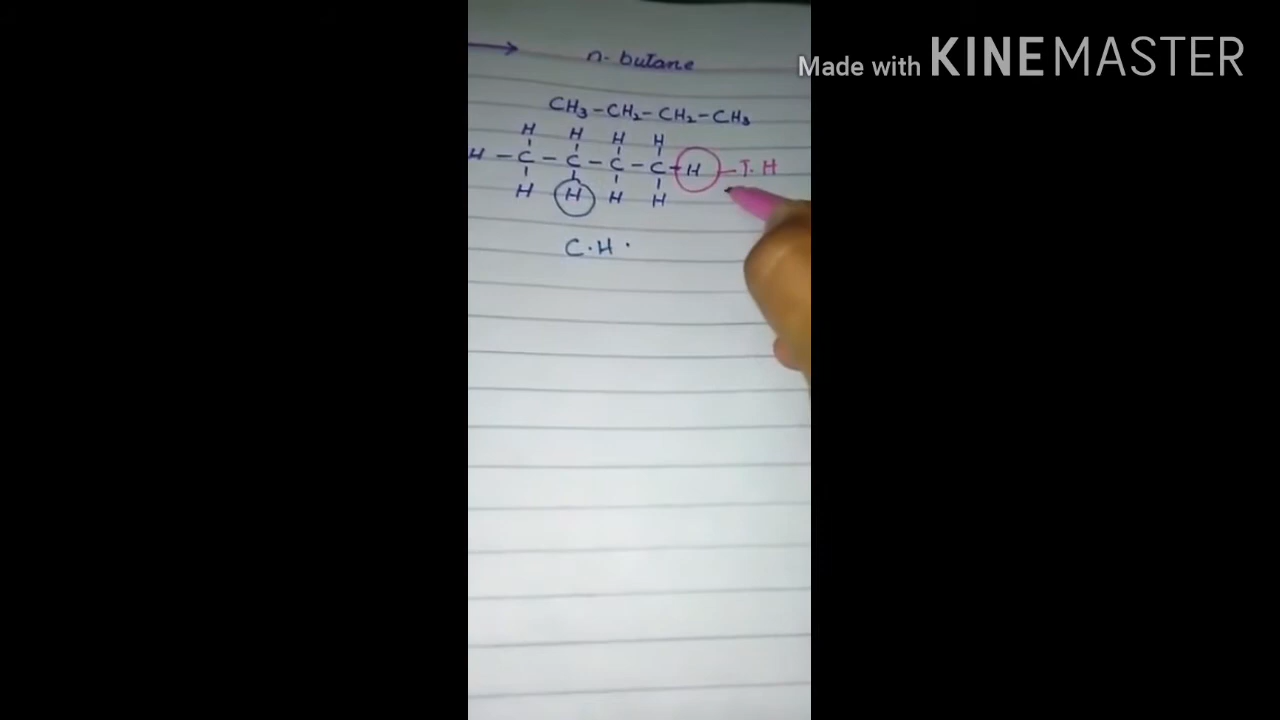 Made with KINEMASTER
n-butane
CH₃-CH₂-CH₂-CH₃
H H H H
H-C-C-C-C-H -T.H
H H H H
C.H.